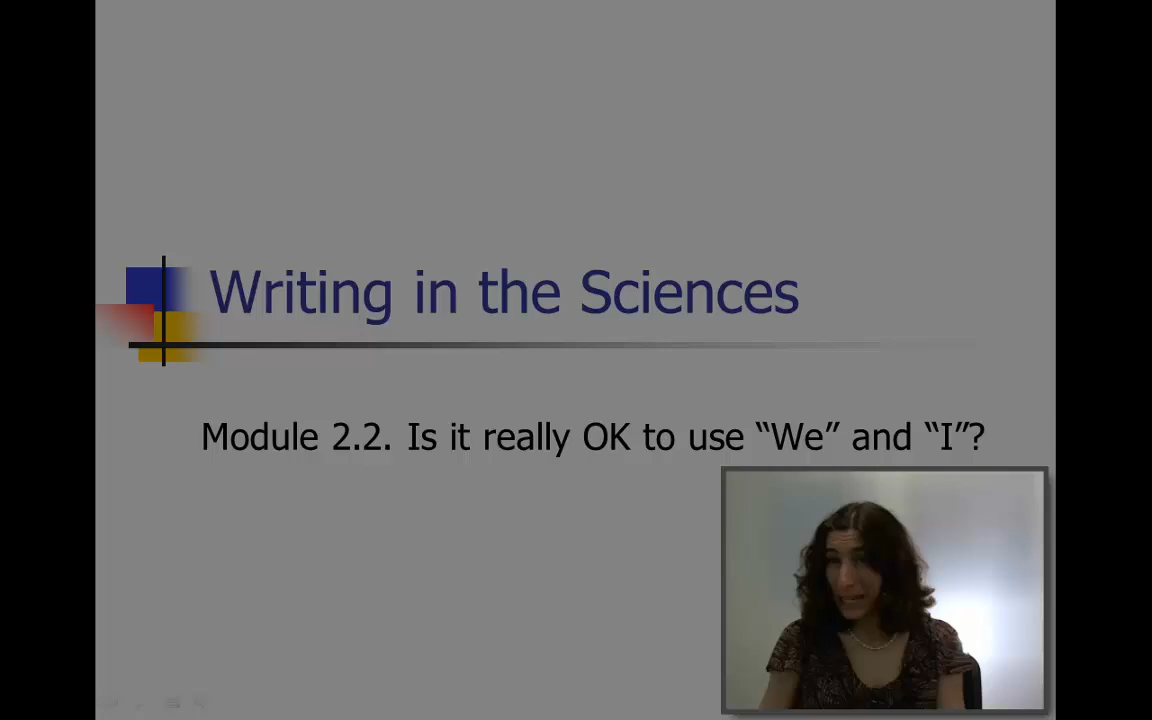 Writing in the Sciences
Module 2.2. Is it really OK to use “We” and “I”?